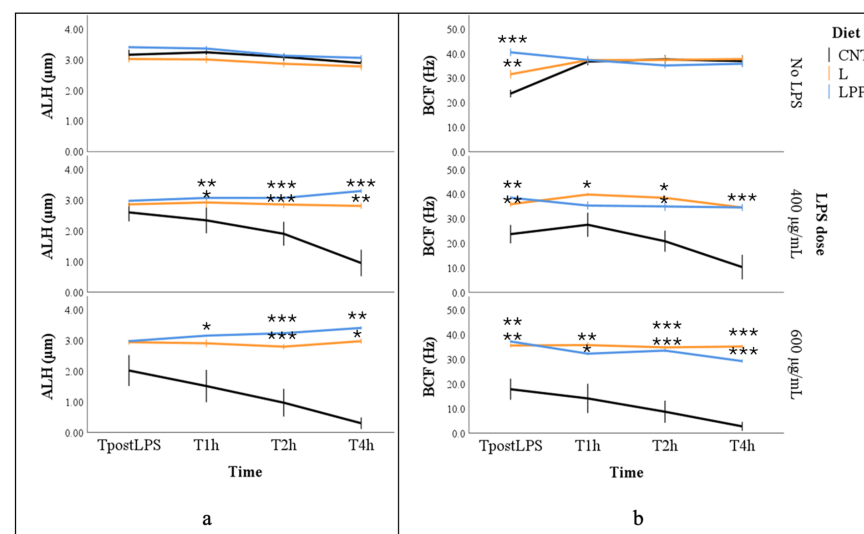 4.00
3.00
2.00
1.00
0.00
ALH (μm)
4.00
3.00
2.00
1.00
0.00
ALH (μm)
** *** ***
* *** **
4.00
3.00
2.00
1.00
0.00
ALH (μm)
* *** ** 
*** *
TpostLPS T1h T2h T4h
Time
a
50.0
40.0
30.0
20.0
10.0
0.0
BCF (Hz)
***
**
No LPS
50.0
40.0
30.0
20.0
10.0
0.0
BCF (Hz)
** * * ***
** *
400 μg/mL
50.0
40.0
30.0
20.0
10.0
0.0
BCF (Hz)
** ** *** ***
** * *** ***
600 μg/mL
TpostLPS T1h T2h T4h
Time
b
LPS dose
Diet
CNT
L